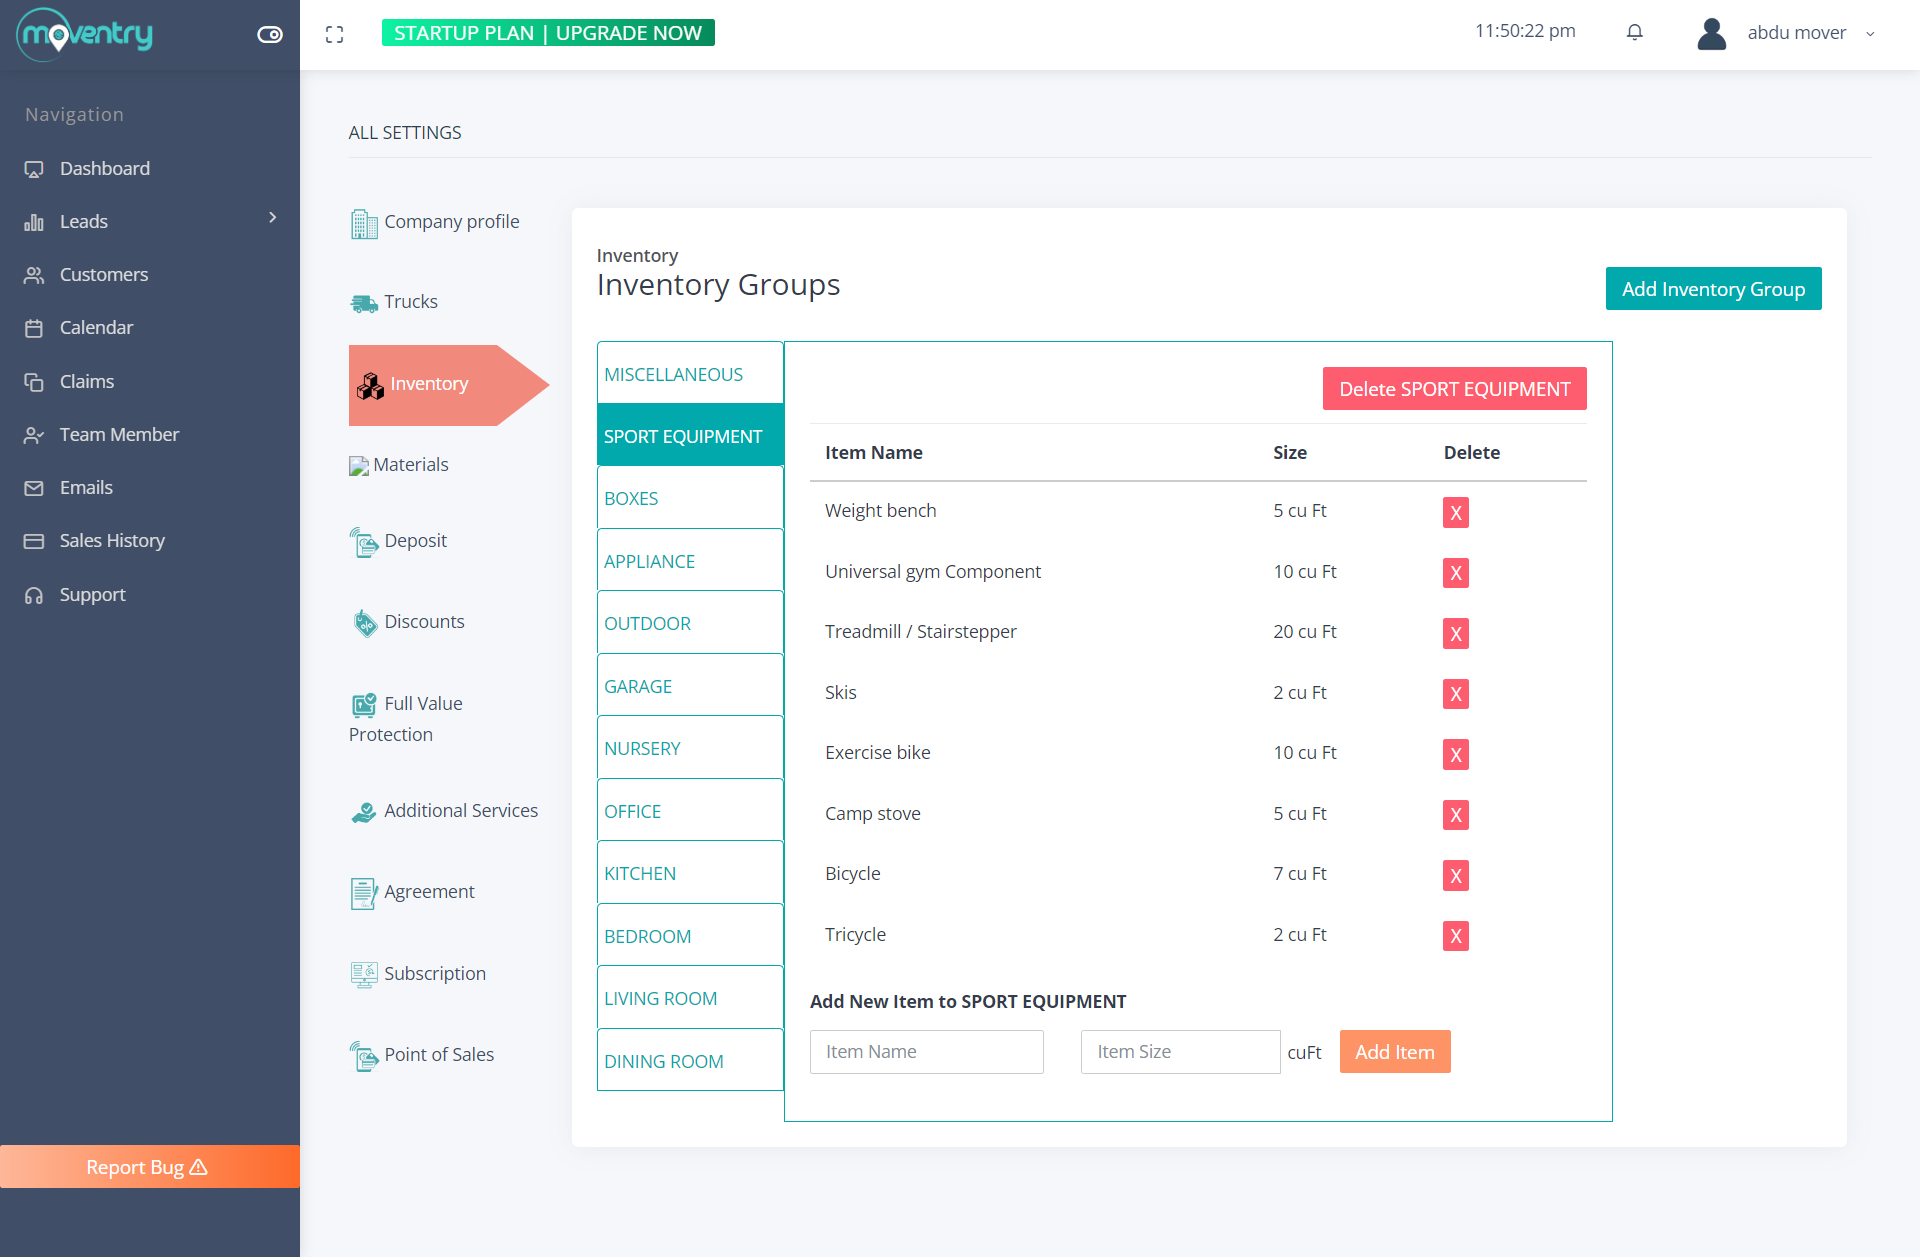 moventry
STARTUP PLAN | UPGRADE NOW
11:50:22 pm
abdu mover
Navigation
Dashboard
Leads
Customers
Calendar
Claims
Team Member
Emails
Sales History
Support
Report Bug
ALL SETTINGS
Company profile
Trucks
Inventory
Materials
Deposit
Discounts
Full Value
Protection
Additional Services
Agreement
Subscription
Point of Sales
Inventory
Inventory Groups
Add Inventory Group
MISCELLANEOUS
SPORT EQUIPMENT
BOXES
APPLIANCE
OUTDOOR
GARAGE
NURSERY
OFFICE
KITCHEN
BEDROOM
LIVING ROOM
DINING ROOM
Delete SPORT EQUIPMENT
Item Name Size Delete
Weight bench 5 cu Ft X
Universal gym Component 10 cu Ft X
Treadmill / Stairstepper 20 cu Ft X
Skis 2 cu Ft X
Exercise bike 10 cu Ft X
Camp stove 5 cu Ft X
Bicycle 7 cu Ft X
Tricycle 2 cu Ft X
Add New Item to SPORT EQUIPMENT
Item Name Item Size cuFt Add Item